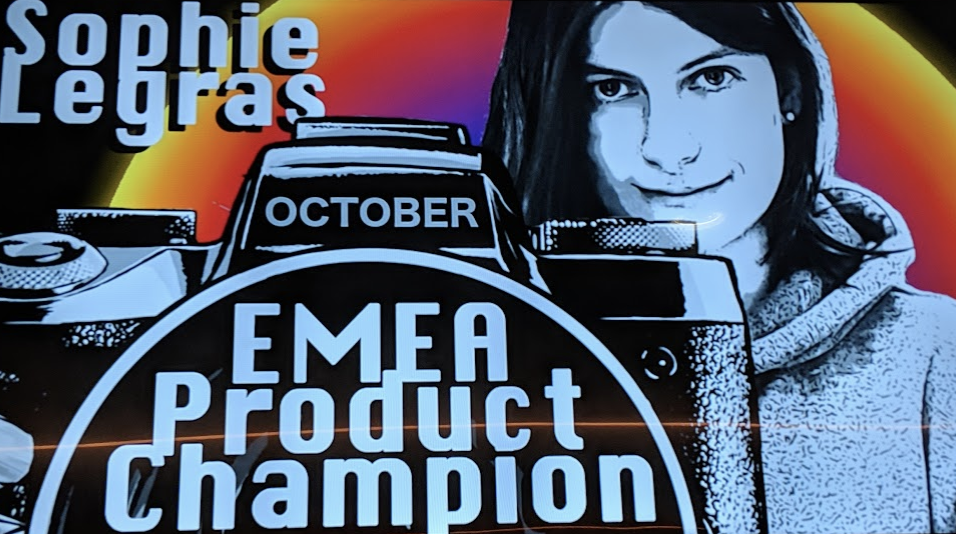 Sophie
Legras
OCTOBER
EMEA
Product
Champion